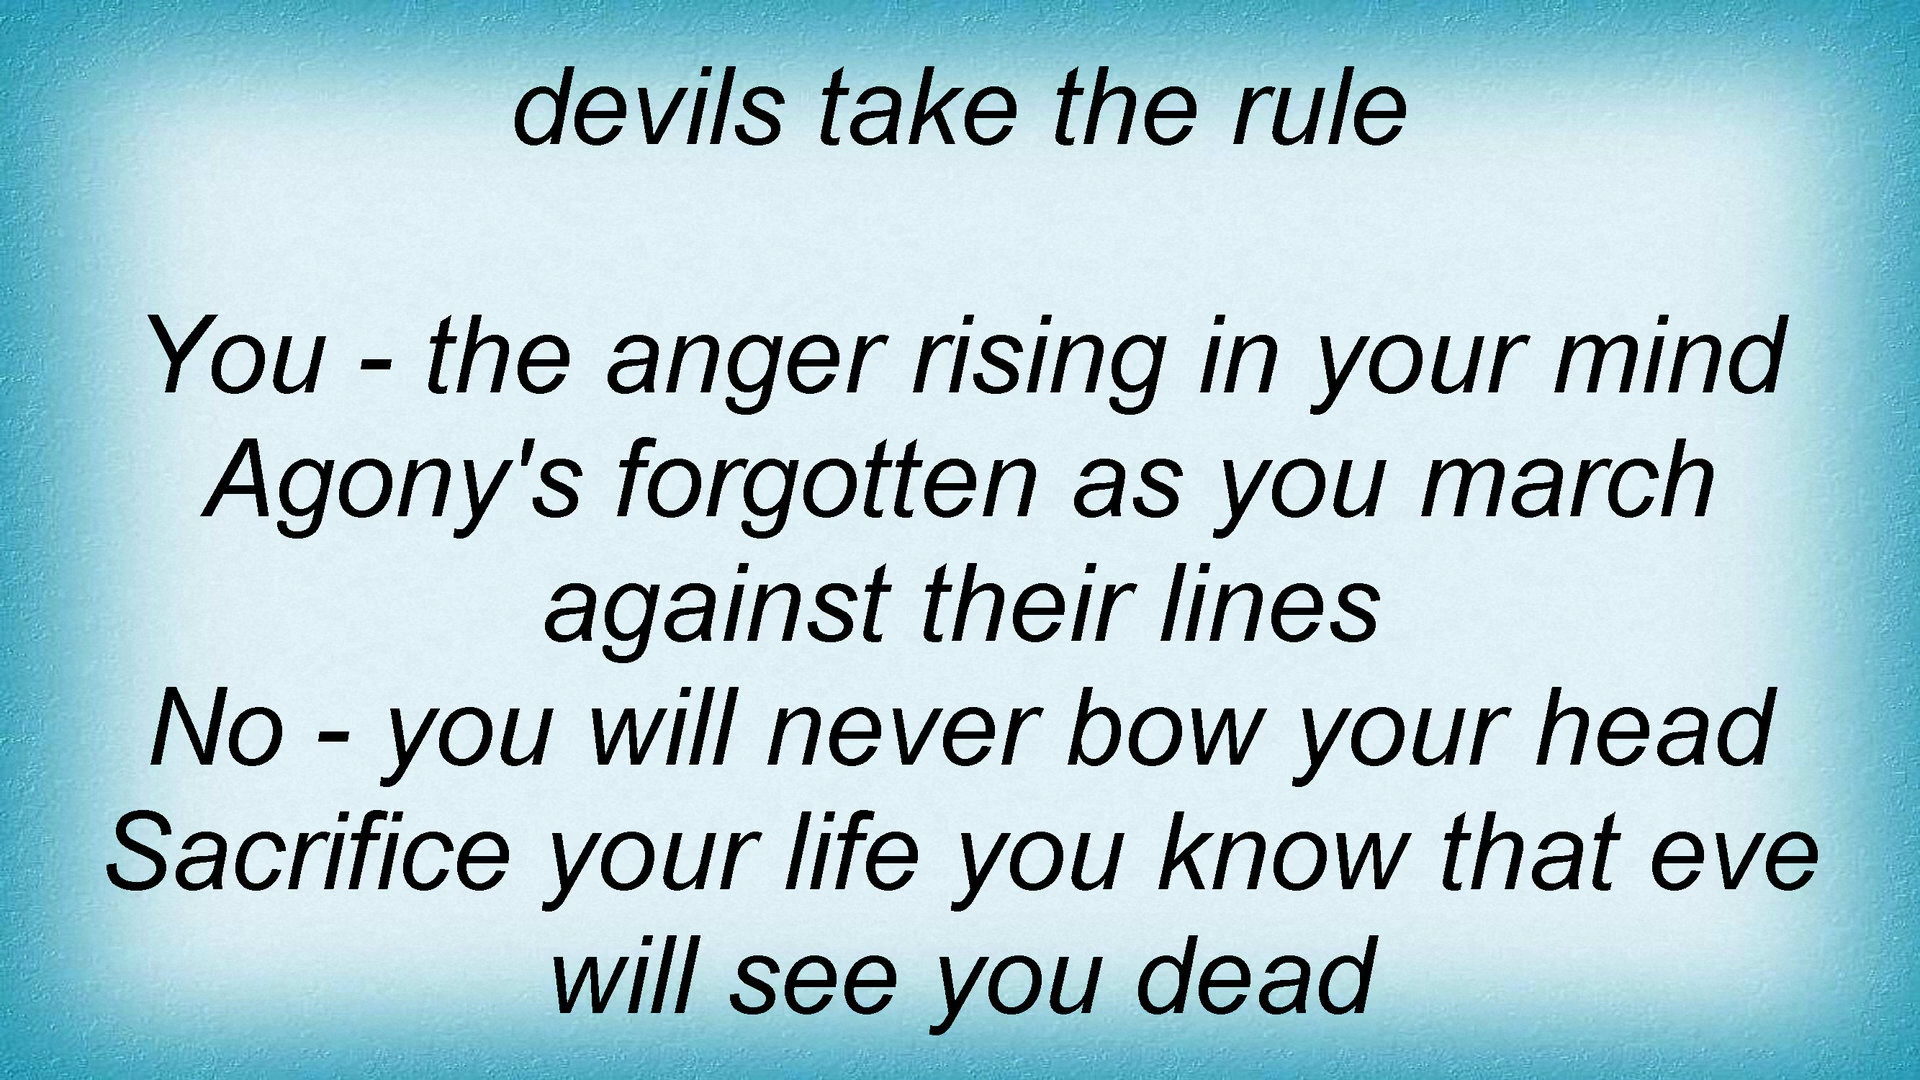 devils take the rule
You - the anger rising in your mind
Agony's forgotten as you march
against their lines
No - you will never bow your head
Sacrifice your life you know that eve
will see you dead